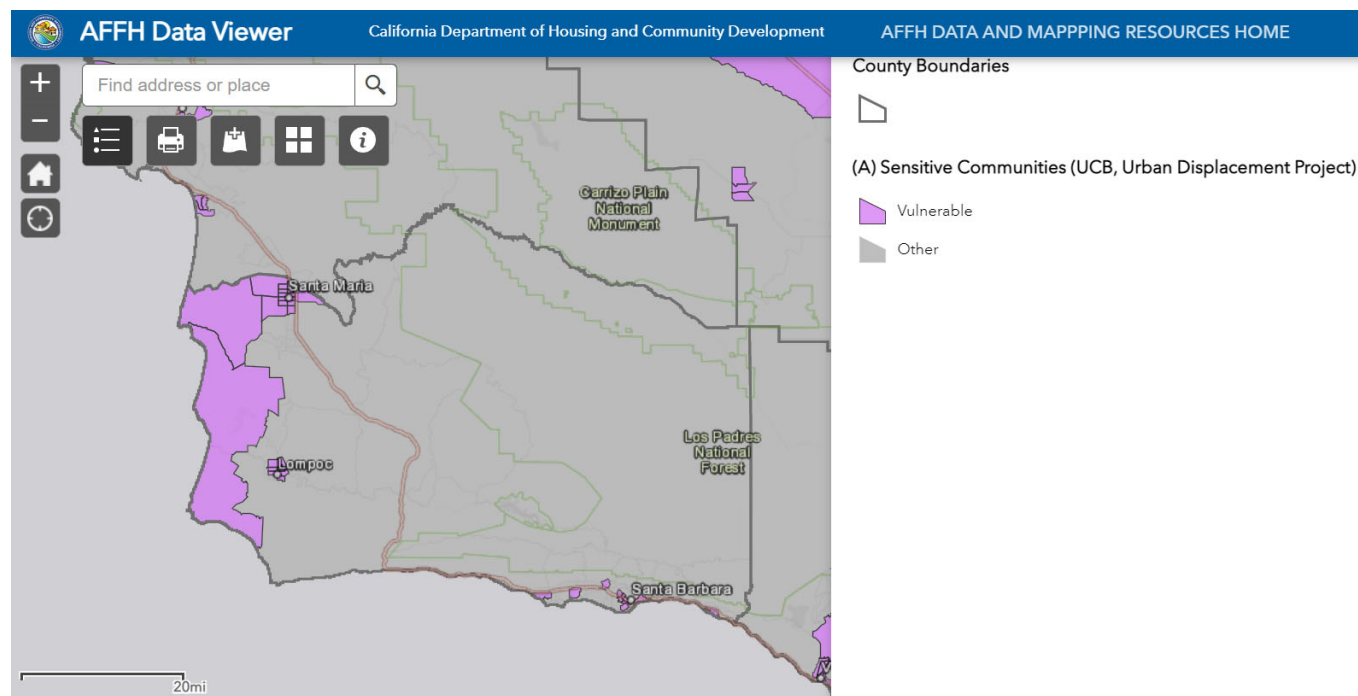 AFFH Data Viewer
California Department of Housing and Community Development
AFFH DATA AND MAPPPING RESOURCES HOME
+
Find address or place
−
i
Carrizo Plain
National
Monument
Santa Maria
Los Padres
National
Forest
Lompoc
Santa Barbara
20mi
County Boundaries
(A) Sensitive Communities (UCB, Urban Displacement Project)
Vulnerable
Other